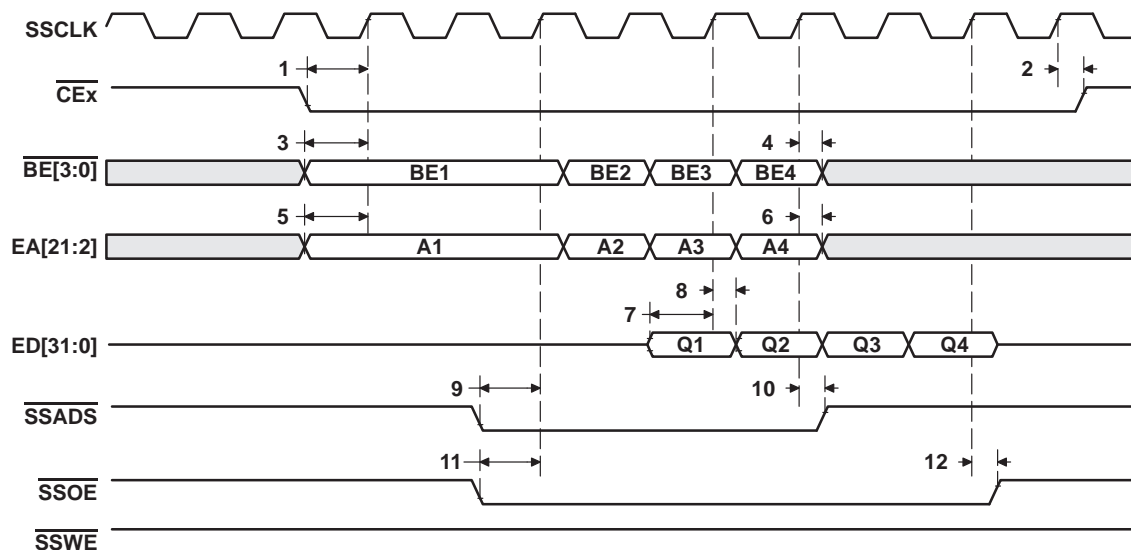 SSCLK
1 2
CEx
3 4
BE[3:0] BE1 BE2 BE3 BE4
5 6
EA[21:2] A1 A2 A3 A4
8
7
ED[31:0] Q1 Q2 Q3 Q4
9 10
SSADS
11 12
SSOE
SSWE